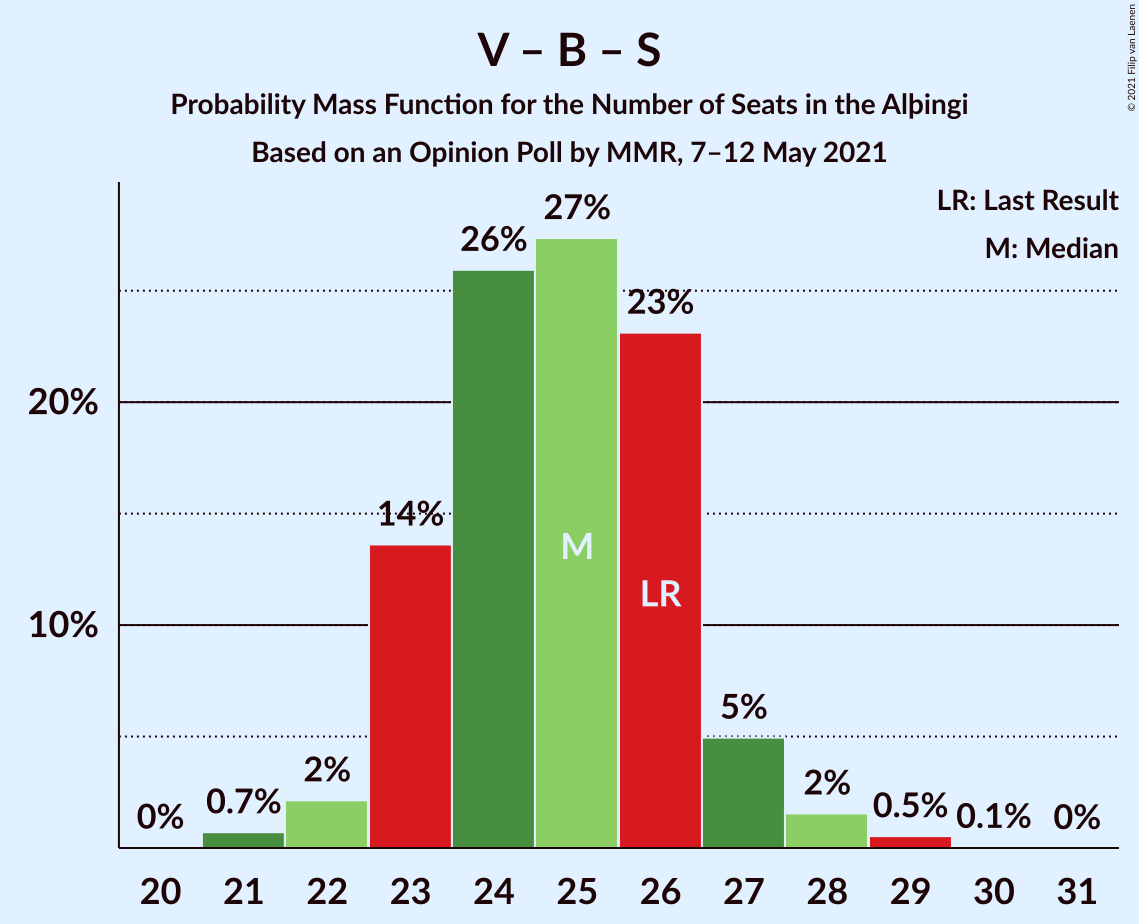 V – B – S
Probability Mass Function for the Number of Seats in the Alþingi
Based on an Opinion Poll by MMR, 7–12 May 2021
© 2021 Filip van Laenen
LR: Last Result
M: Median
20%
10%
0%
0.7%
2%
14%
26%
27%
23%
5%
2%
0.5%
0.1%
0%
M
LR
20 21 22 23 24 25 26 27 28 29 30 31